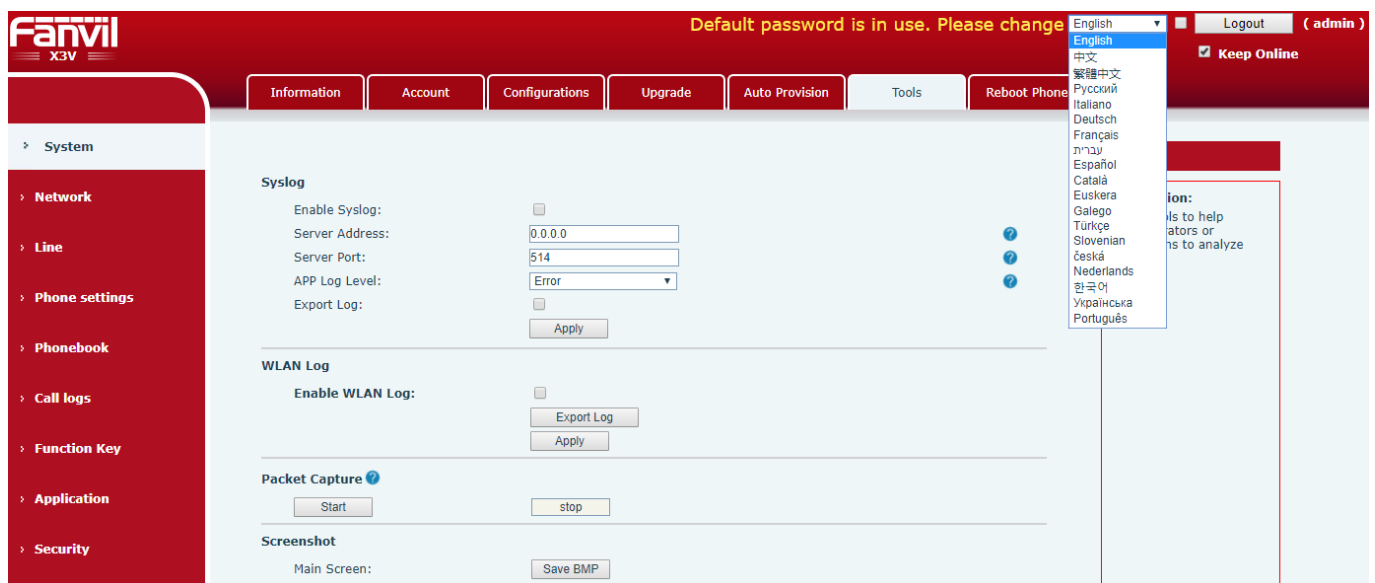 Fanvil
X3V
Default password is in use. Please change
English
Logout
( admin )
Keep Online
English
中文
繁體中文
Русский
Italiano
Deutsch
Français
עברית
Español
Català
Euskera
Galego
Türkçe
Slovenian
česká
Nederlands
한국어
Українська
Português
Information
Account
Configurations
Upgrade
Auto Provision
Tools
Reboot Phone
System
Network
Line
Phone settings
Phonebook
Call logs
Function Key
Application
Security
Syslog
Enable Syslog:
Server Address: 0.0.0.0
Server Port: 514
APP Log Level: Error
Export Log:
Apply
WLAN Log
Enable WLAN Log:
Export Log
Apply
Packet Capture
Start stop
Screenshot
Main Screen: Save BMP
to help
or
to analyze